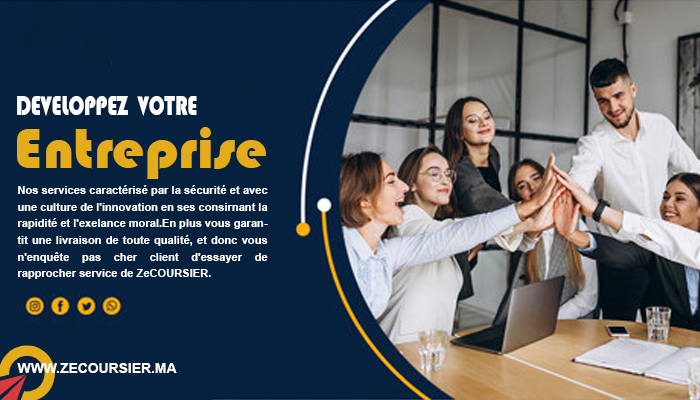 DEVELOPPEZ VOTRE
Entreprise
Nos services caractérisé par la sécurité et avec
une culture de l'innovation en ses consirnant la
rapidité et l'exelance moral.En plus vous garan-
tit une livraison de toute qualité, et donc vous
n'enquête pas cher client d'essayer de
rapprocher service de ZeCOURSIER.
WWW.ZECOURSIER.MA